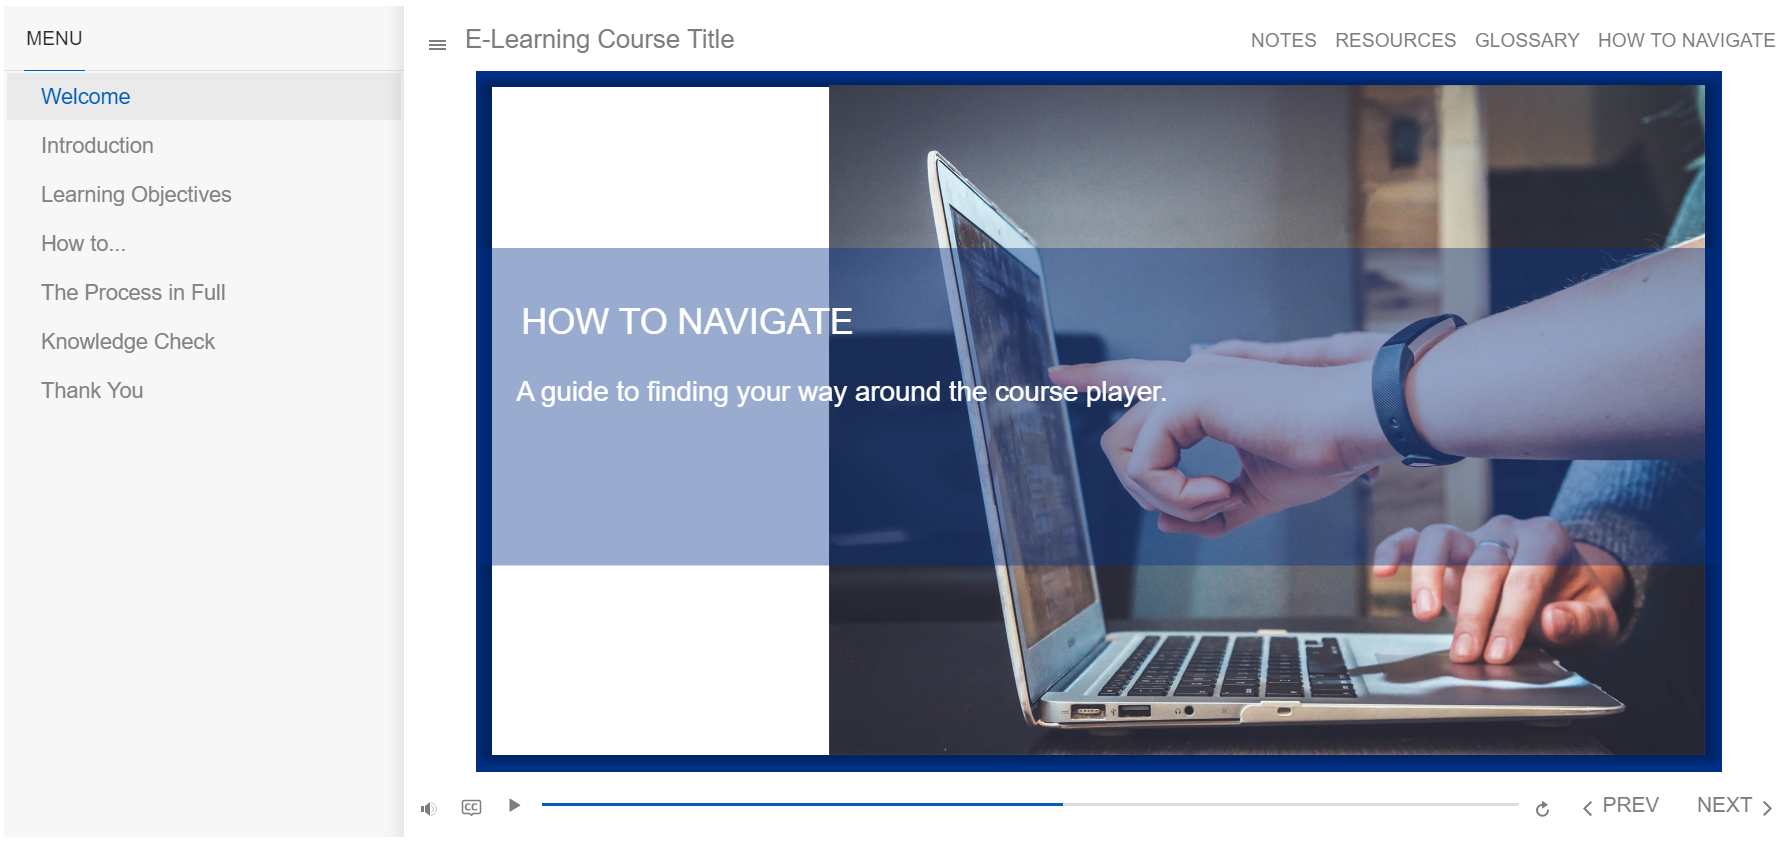 MENU
Welcome
Introduction
Learning Objectives
How to...
The Process in Full
Knowledge Check
Thank You
E-Learning Course Title
NOTES RESOURCES GLOSSARY HOW TO NAVIGATE
HOW TO NAVIGATE
A guide to finding your way around the course player.
CC
PREV NEXT